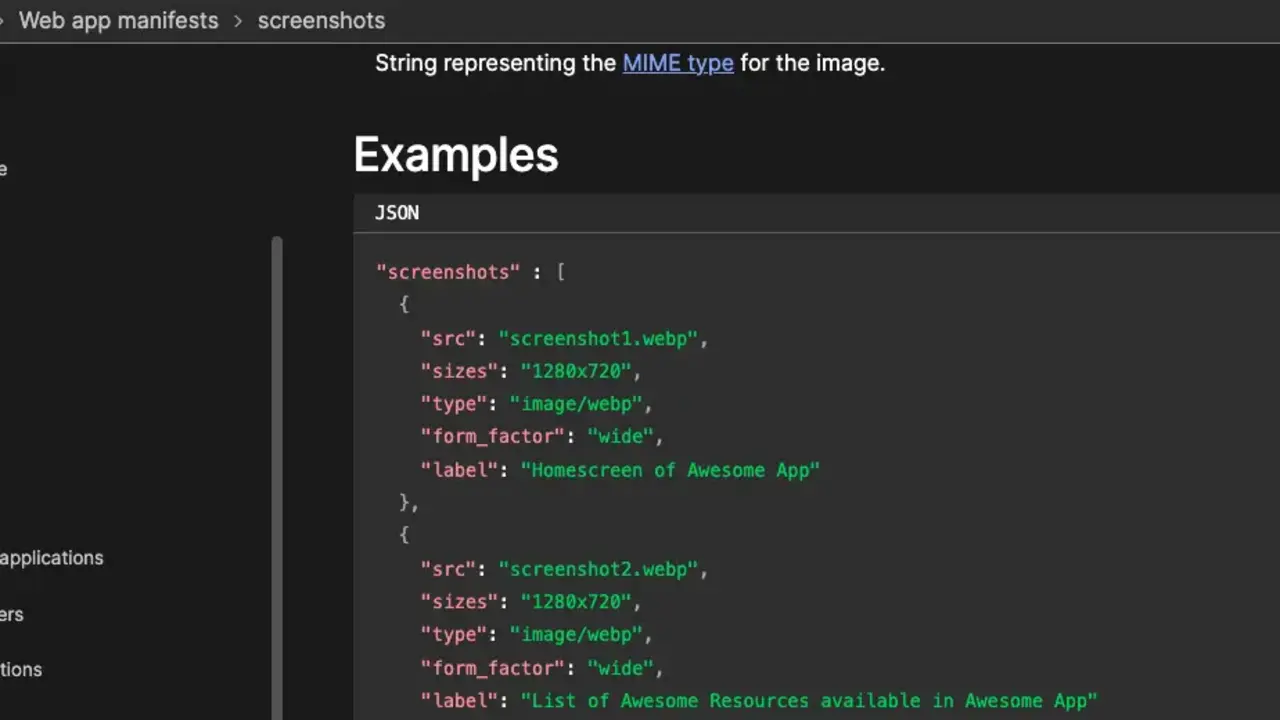 Web app manifests > screenshots
String representing the MIME type for the image.
Examples
JSON
"screenshots" : [
{
"src": "screenshot1.webp",
"sizes": "1280x720",
"type": "image/webp",
"form_factor": "wide",
"label": "Homescreen of Awesome App"
},
{
"src": "screenshot2.webp",
"sizes": "1280x720",
"type": "image/webp",
"form_factor": "wide",
"label": "List of Awesome Resources available in Awesome App"
e
applications
ers
tions